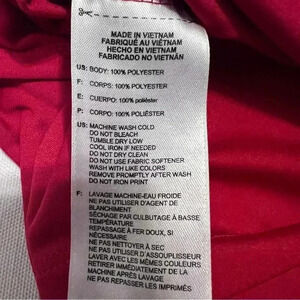 MADE IN VIETNAM
FABRIQUÉ AU VIÊTNAM
HECHO EN VIETNAM
FABRICADO NO VIETNÃ
US: BODY: 100% POLYESTER
F: CORPS: 100% POLYESTER
E: CUERPO: 100% poliéster
P: CORPO: 100% POLIÉSTER
US: MACHINE WASH COLD
DO NOT BLEACH
TUMBLE DRY LOW
COOL IRON IF NEEDED
DO NOT DRY CLEAN
DO NOT USE FABRIC SOFTENER
WASH WITH LIKE COLORS
REMOVE PROMPTLY AFTER WASH
DO NOT IRON PRINT
F: LAVAGE MACHINE-EAU FROIDE
NE PAS UTILISER D'AGENT DE
BLANCHIMENT
SÉCHAGE PAR CULBUTAGE À BASSE
TEMPÉRATURE
REPASSAGE À FER DOUX, SI
NÉCESSAIRE
NE PAS NETTOYER À SEC
NE PAS UTILISER D'ASSOUPLISSEUR
LAVER AVEC LES MÊMES COULEURS
RETIRER IMMÉDIATEMENT DE LA
MACHINE APRÈS LAVAGE
NE PAS REPASSER LES IMPRIMÉS